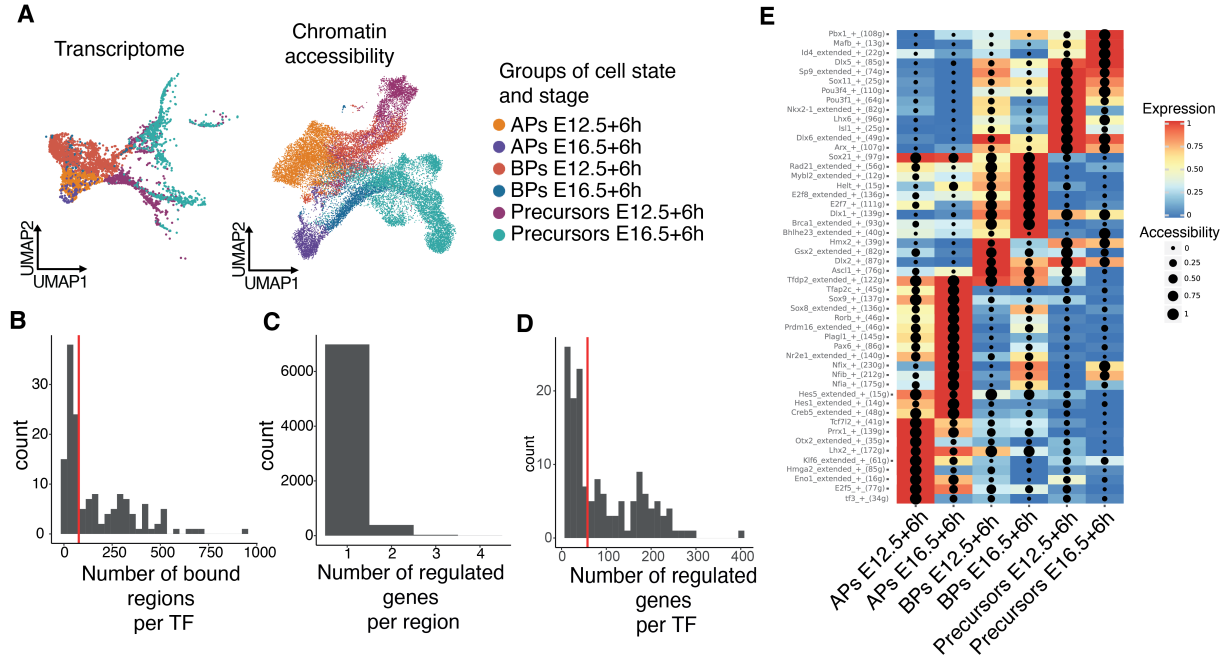 A
Transcriptome
Chromatin
accessibility
UMAP2
UMAP1
UMAP2
UMAP1
Groups of cell state
and stage
APs E12.5+6h
APs E16.5+6h
BPs E12.5+6h
BPs E16.5+6h
Precursors E12.5+6h
Precursors E16.5+6h
B
count
30
20
10
0
0
250
500
750
1000
Number of bound
regions
per TF
C
count
6000
4000
2000
0
1
2
3
4
Number of regulated
genes
per region
D
count
20
10
0
0
100
200
300
400
Number of regulated
genes
per TF
E
Pbx1_+_(108g)
Mafb_+_(13g)
Id4_extended_+_(22g)
Dlx5_+_(85g)
Sp9_extended_+_(74g)
Sox11_+_(25g)
Pou3f4_+_(110g)
Pou3f1_+_(64g)
Nkx2-1_extended_+_(82g)
Lhx6_+_(96g)
Isl1_+_(25g)
Dlx6_extended_+_(49g)
Arx_+_(107g)
Sox21_+_(97g)
Rad21_extended_+_(56g)
Mybl2_extended_+_(12g)
Helt_+_(15g)
E2f8_extended_+_(136g)
E2f7_+_(111g)
Dlx1_+_(139g)
Brca1_extended_+_(93g)
Bhlhe23_extended_+_(40g)
Hmx2_+_(39g)
Gsx2_extended_+_(82g)
Dlx2_+_(87g)
Ascl1_+_(76g)
Tfdp2_extended_+_(122g)
Tfap2c_+_(45g)
Sox9_+_(137g)
Sox8_extended_+_(136g)
Rorb_+_(46g)
Prdm16_extended_+_(46g)
Plagl1_+_(145g)
Pax6_+_(86g)
Nr2e1_extended_+_(140g)
Nfix_+_(230g)
Nfib_+_(212g)
Nfia_+_(175g)
Hes5_extended_+_(15g)
Hes1_extended_+_(14g)
Creb5_extended_+_(48g)
Tcf7l2_+_(41g)
Prrx1_+_(139g)
Otx2_extended_+_(35g)
Lhx2_+_(172g)
Klf6_extended_+_(61g)
Hmga2_extended_+_(85g)
Eno1_extended_+_(16g)
E2f5_+_(77g)
tf3_+_(34g)
APs E12.5+6h
APs E16.5+6h
BPs E12.5+6h
BPs E16.5+6h
Precursors E12.5+6h
Precursors E16.5+6h
Expression
1
0.75
0.50
0.25
0
Accessibility
0
0.25
0.50
0.75
1